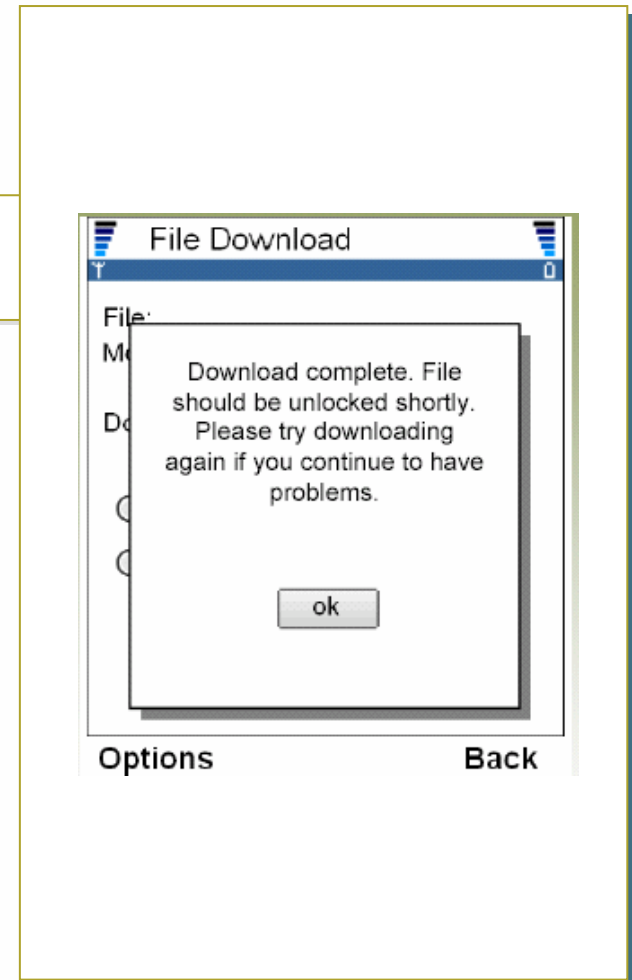 File Download
File:
Download complete. File
should be unlocked shortly.
Please try downloading
again if you continue to have
problems.
ok
Options
Back